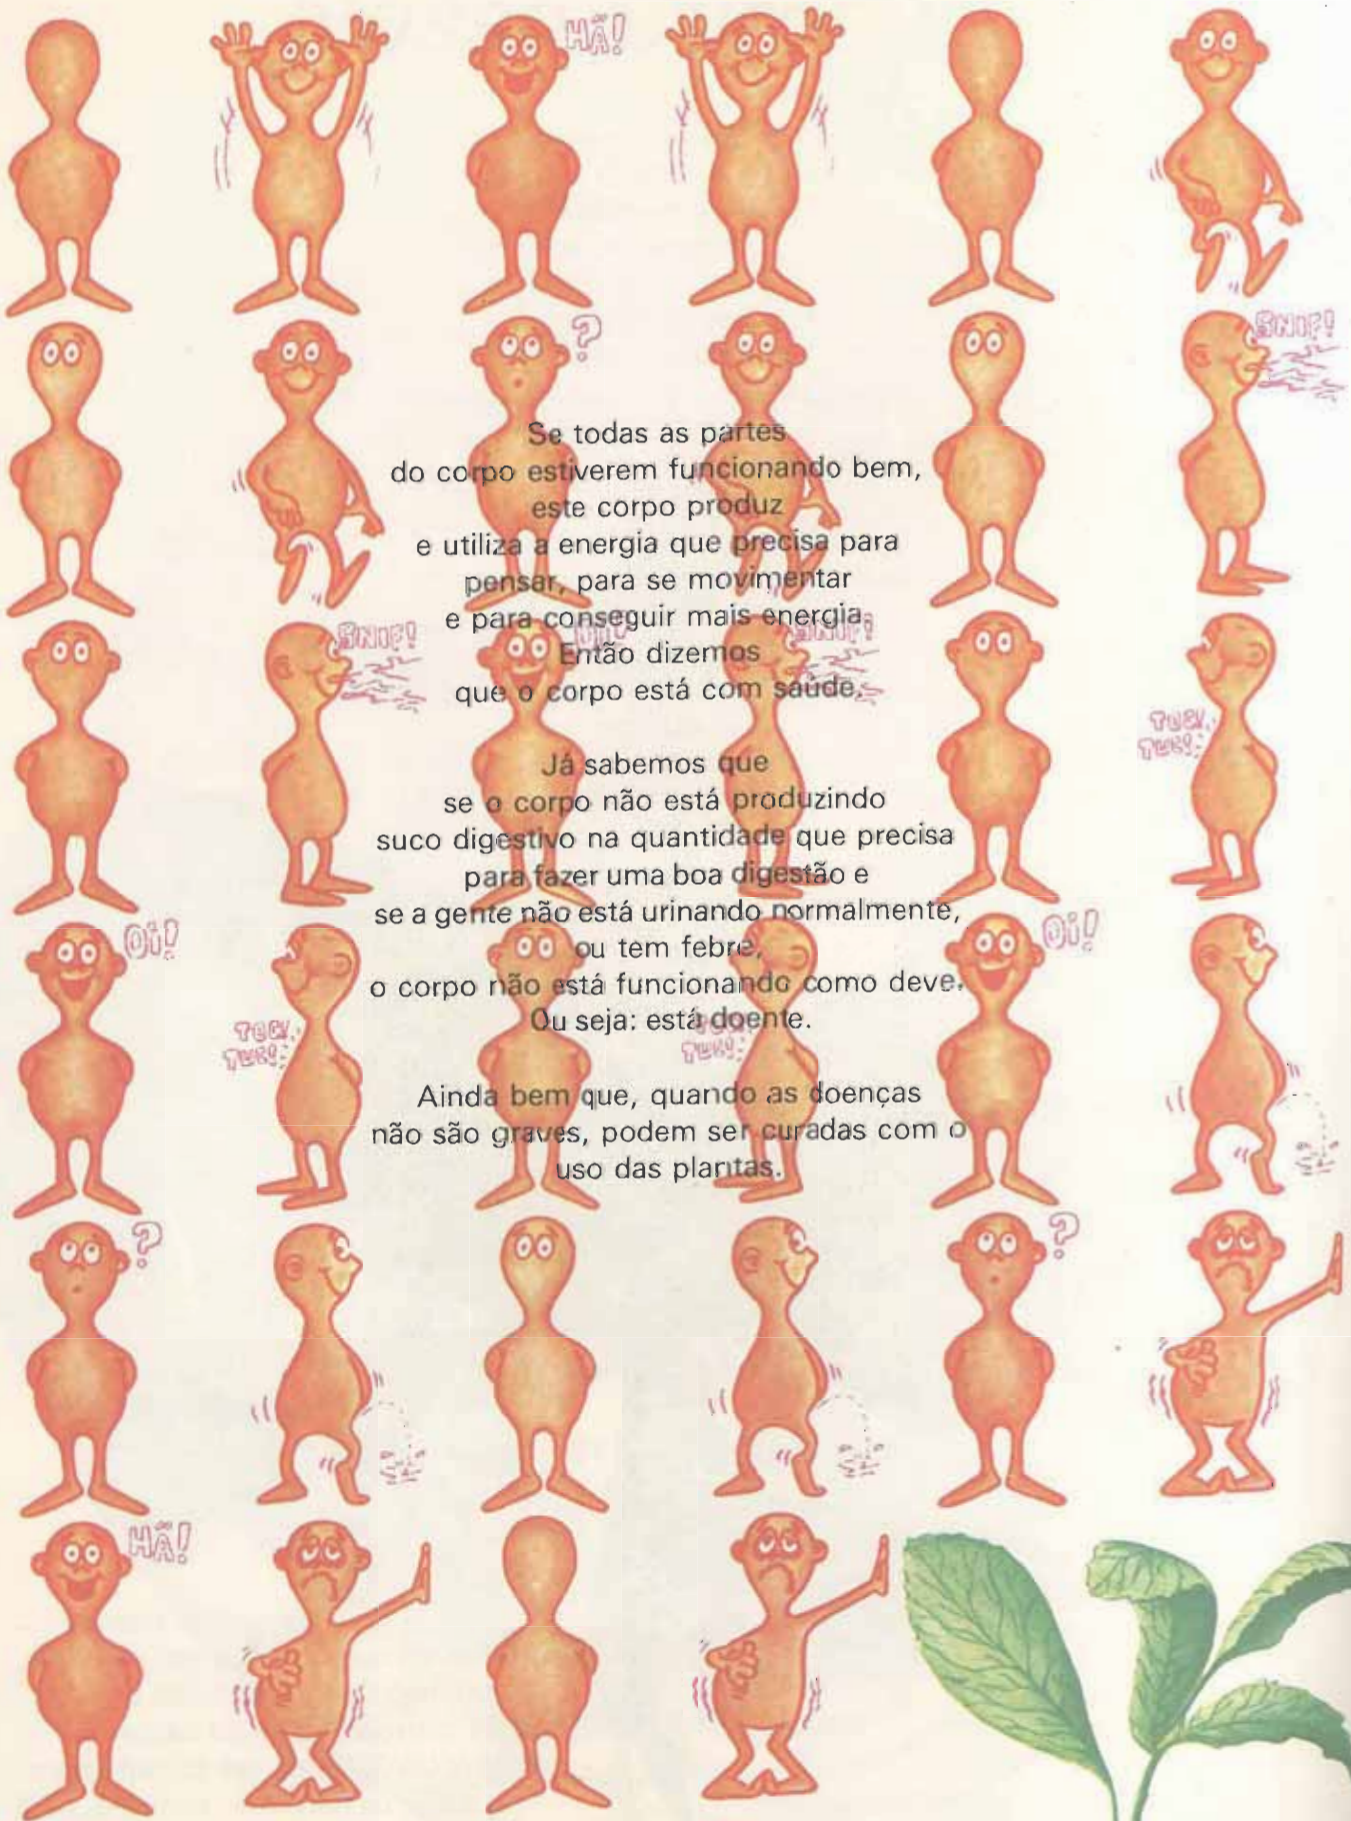 HÃ!
?
SNIF!
Se todas as partes
do corpo estiverem funcionando bem,
este corpo produz
e utiliza a energia que precisa para
pensar, para se movimentar
e para conseguir mais energia.
Então dizemos
que o corpo está com saúde.
SNIF!
SNIF!
Já sabemos que
se o corpo não está produzindo
suco digestivo na quantidade que precisa
para fazer uma boa digestão e
se a gente não está urinando normalmente,
ou tem febre,
o corpo não está funcionando como deve.
Ou seja: está doente.
OI!
OI!
Ainda bem que, quando as doenças
não são graves, podem ser curadas com o
uso das plantas.
?
?
HÃ!